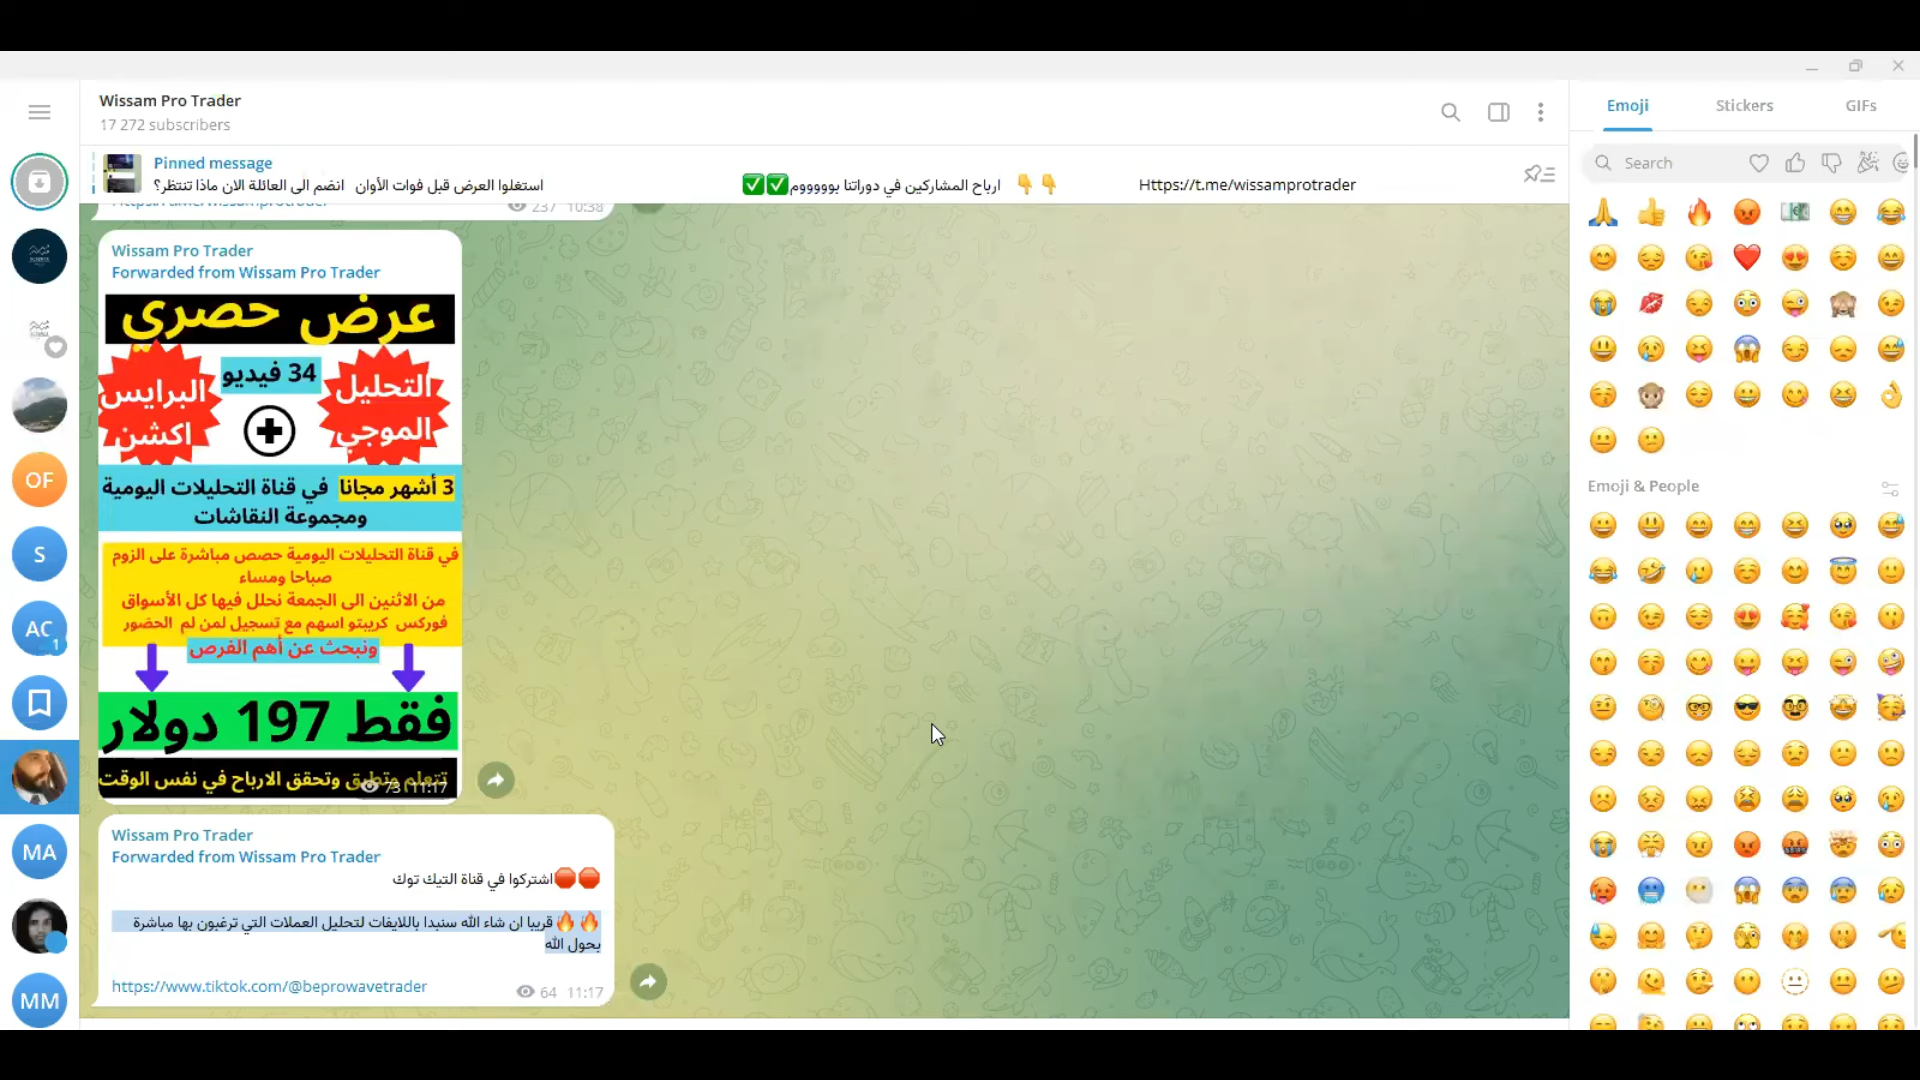 Wissam Pro Trader
17 272 subscribers
Pinned message
استغلوا العرض قبل فوات الأوان   انضم الى العائلة الان ماذا تنتظر؟
ارباح المشاركين في دوراتنا بووووووم✅✅ 👇👇
Https://t.me/wissamprotrader
237 10:38
Wissam Pro Trader
Forwarded from Wissam Pro Trader
عرض حصري
التحليل الموجي
34 فيديو
البرايس اكشن
3 أشهر مجانا في قناة التحليلات اليومية
ومجموعة النقاشات
في قناة التحليلات اليومية حصص مباشرة على الزوم
صباحا ومساء
من الاثنين الى الجمعة نحلل فيها كل الأسواق
فوركس كريبتو اسهم مع تسجيل لمن لم الحضور
ونبحث عن أهم الفرص
فقط 197 دولار
تتعلم وتطبق وتحقق الارباح في نفس الوقت
73 11:17
Wissam Pro Trader
Forwarded from Wissam Pro Trader
🛑🛑اشتركوا في قناة التيك توك
🔥🔥قريبا ان شاء الله سنبدا باللايفات لتحليل العملات التي ترغبون بها مباشرة
بحول الله
https://www.tiktok.com/@beprowavetrader
64 11:17
OF
S
AC
1
MA
MM
Emoji
Stickers
GIFs
Search
Emoji & People